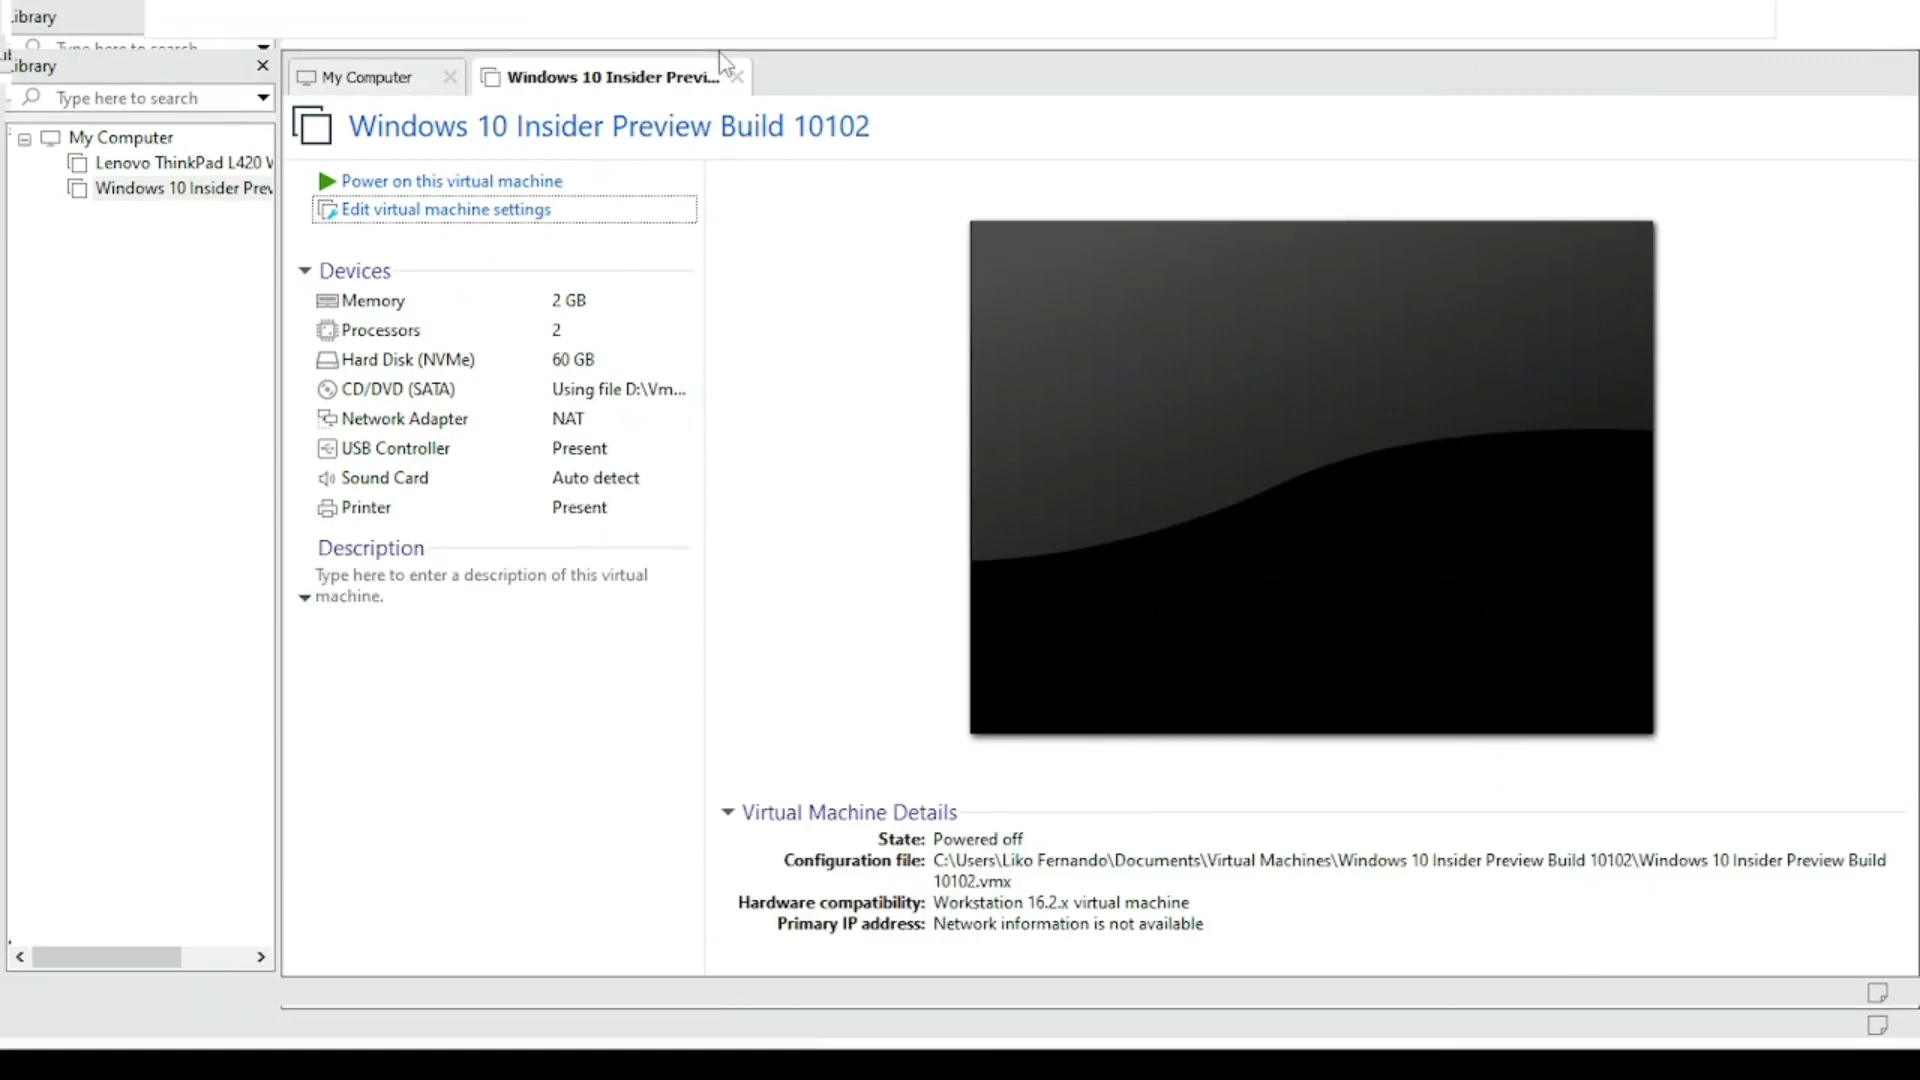 Library
Type here to search
Library
Type here to search
My Computer
Lenovo ThinkPad L420 W
Windows 10 Insider Prev
My Computer
Windows 10 Insider Previ...
Windows 10 Insider Preview Build 10102
Power on this virtual machine
Edit virtual machine settings
Devices
Memory 2 GB
Processors 2
Hard Disk (NVMe) 60 GB
CD/DVD (SATA) Using file D:\Vm...
Network Adapter NAT
USB Controller Present
Sound Card Auto detect
Printer Present
Description
Type here to enter a description of this virtual
machine.
Virtual Machine Details
State: Powered off
Configuration file: C:\Users\Liko Fernando\Documents\Virtual Machines\Windows 10 Insider Preview Build 10102\Windows 10 Insider Preview Build
10102.vmx
Hardware compatibility: Workstation 16.2.x virtual machine
Primary IP address: Network information is not available